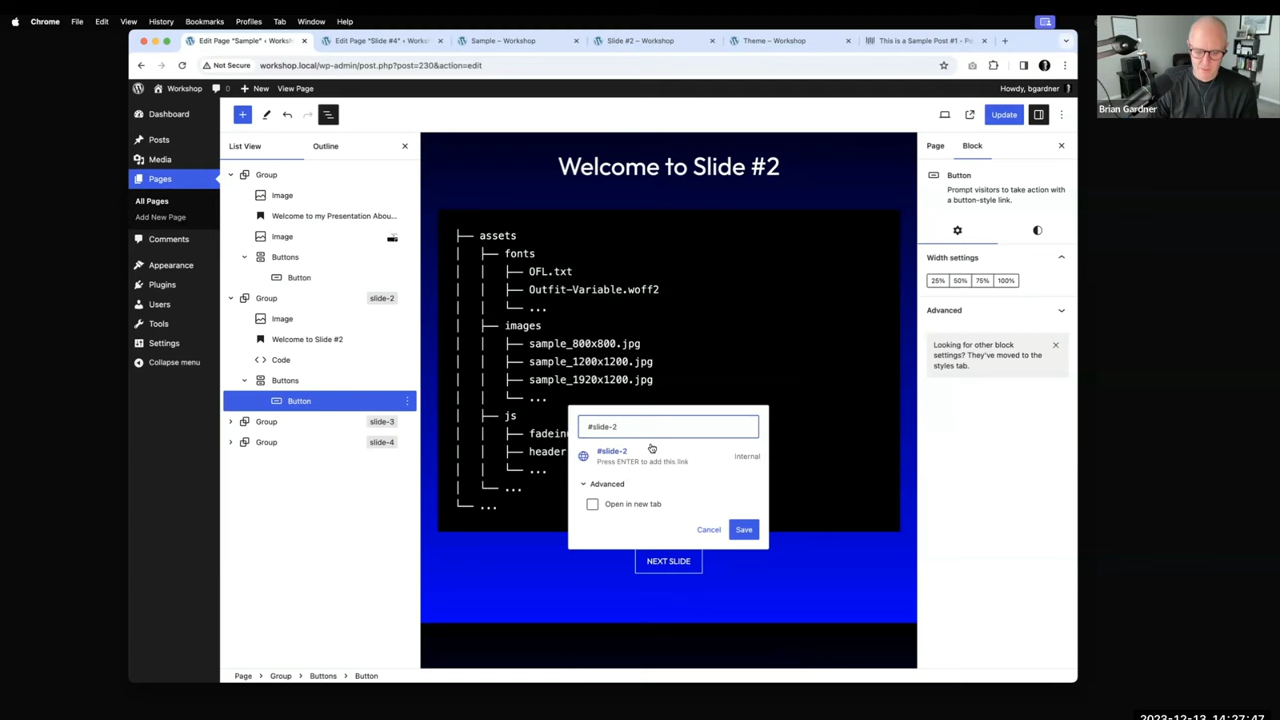 Chrome File Edit View History Bookmarks Profiles Tab Window Help
Edit Page "Sample" ‹ Worksh
Edit Page "Slide #4" ‹ Works
Sample – Workshop
Slide #2 – Workshop
Theme – Workshop
This is a Sample Post #1 - Po
Not Secure workshop.local/wp-admin/post.php?post=230&action=edit
Workshop 0 New View Page Howdy, bgardner
Brian Gardner
Dashboard
Posts
Media
Pages
All Pages
Add New Page
Comments
Appearance
Plugins
Users
Tools
Settings
Collapse menu
Update
List View Outline
Group
Image
Welcome to my Presentation Abou...
Image
Buttons
Button
Group slide-2
Image
Welcome to Slide #2
Code
Buttons
Button
Group slide-3
Group slide-4
Welcome to Slide #2
├── assets
│ ├── fonts
│ │ ├── OFL.txt
│ │ ├── Outfit-Variable.woff2
│ │ ├── ...
│ ├── images
│ │ ├── sample_800x800.jpg
│ │ ├── sample_1200x1200.jpg
│ │ ├── sample_1920x1200.jpg
│ │ ├── ...
│ ├── js
│ │ ├── fadein
│ │ ├── header
│ │ ├── ...
│ └── ...
└── ...
#slide-2
#slide-2
Press ENTER to add this link
Internal
Advanced
Open in new tab
Cancel Save
NEXT SLIDE
Page Block
Button
Prompt visitors to take action with
a button-style link.
Width settings
25% 50% 75% 100%
Advanced
Looking for other block
settings? They've moved to the
styles tab.
Page › Group › Buttons › Button
2023-12-13 14:27:47